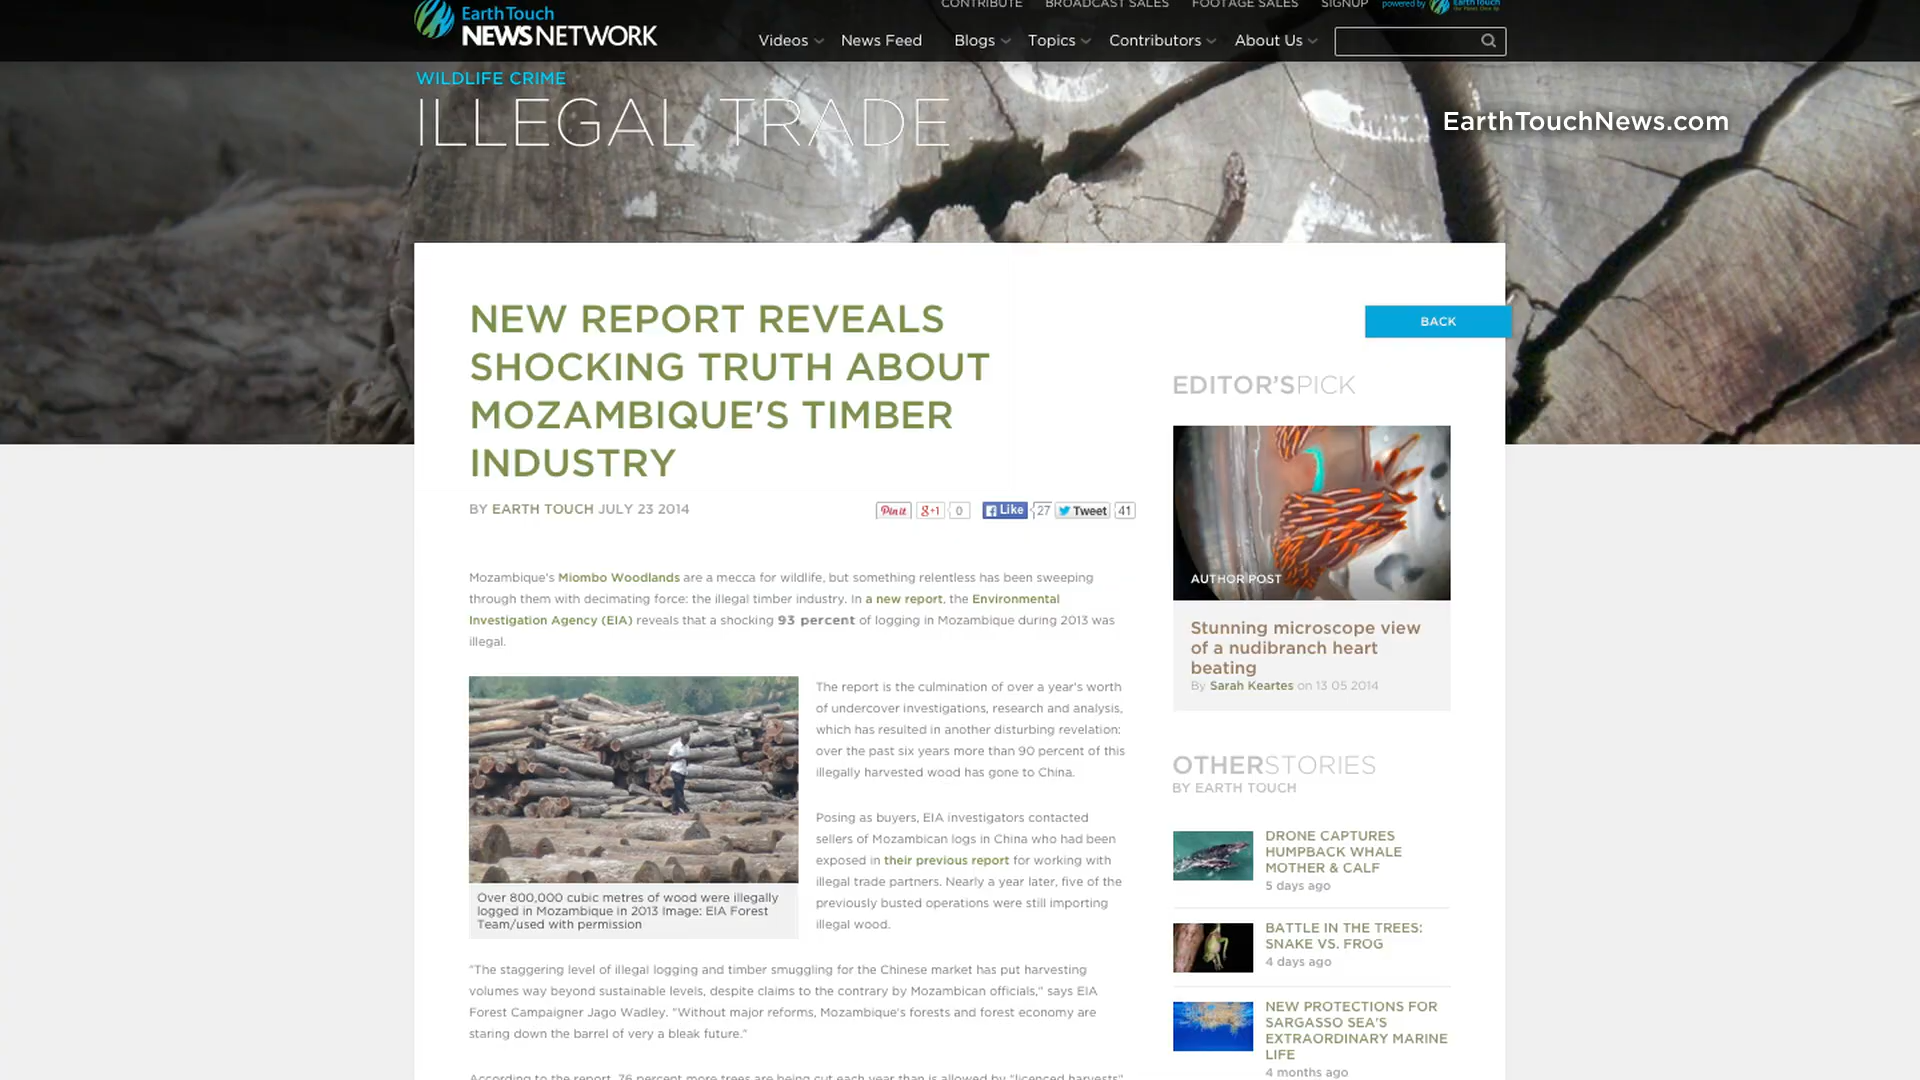 CONTRIBUTE BROADCAST SALES FOOTAGE SALES SIGNUP powered by Earth Touch
Earth Touch
NEWS NETWORK
Videos News Feed Blogs Topics Contributors About Us
WILDLIFE CRIME
ILLEGAL TRADE
EarthTouchNews.com
NEW REPORT REVEALS
SHOCKING TRUTH ABOUT
MOZAMBIQUE'S TIMBER
INDUSTRY
BY EARTH TOUCH JULY 23 2014
Pin it g+1 0 Like 27 Tweet 41
Mozambique's Miombo Woodlands are a mecca for wildlife, but something relentless has been sweeping
through them with decimating force: the illegal timber industry. In a new report, the Environmental
Investigation Agency (EIA) reveals that a shocking 93 percent of logging in Mozambique during 2013 was
illegal.
The report is the culmination of over a year's worth
of undercover investigations, research and analysis,
which has resulted in another disturbing revelation:
over the past six years more than 90 percent of this
illegally harvested wood has gone to China.
Posing as buyers, EIA investigators contacted
sellers of Mozambican logs in China who had been
exposed in their previous report for working with
illegal trade partners. Nearly a year later, five of the
previously busted operations were still importing
illegal wood.
Over 800,000 cubic metres of wood were illegally
logged in Mozambique in 2013 Image: EIA Forest
Team/used with permission
"The staggering level of illegal logging and timber smuggling for the Chinese market has put harvesting
volumes way beyond sustainable levels, despite claims to the contrary by Mozambican officials," says EIA
Forest Campaigner Jago Wadley. "Without major reforms, Mozambique's forests and forest economy are
staring down the barrel of very a bleak future."
According to the report, 76 percent more trees are being cut each year than is allowed by "licenced harvests"
BACK
EDITOR'SPICK
AUTHOR POST
Stunning microscope view
of a nudibranch heart
beating
By Sarah Keartes on 13 05 2014
OTHERSTORIES
BY EARTH TOUCH
DRONE CAPTURES
HUMPBACK WHALE
MOTHER & CALF
5 days ago
BATTLE IN THE TREES:
SNAKE VS. FROG
4 days ago
NEW PROTECTIONS FOR
SARGASSO SEA'S
EXTRAORDINARY MARINE
LIFE
4 months ago